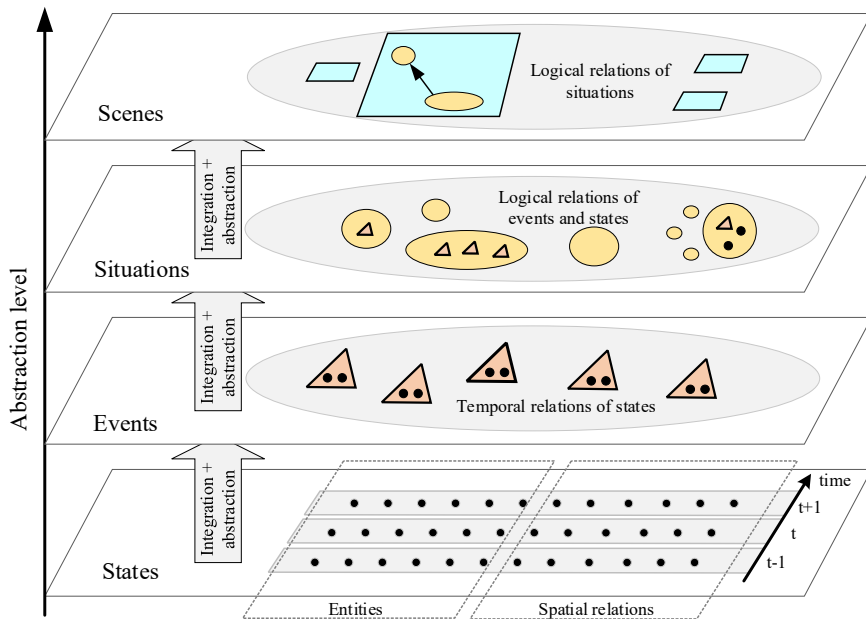 Abstraction level
Logical relations of
situations
Scenes
Integration +
abstraction
Logical relations of
events and states
Situations
Integration +
abstraction
Temporal relations of states
Events
Integration +
abstraction
time
t+1
t
t-1
States
Entities
Spatial relations